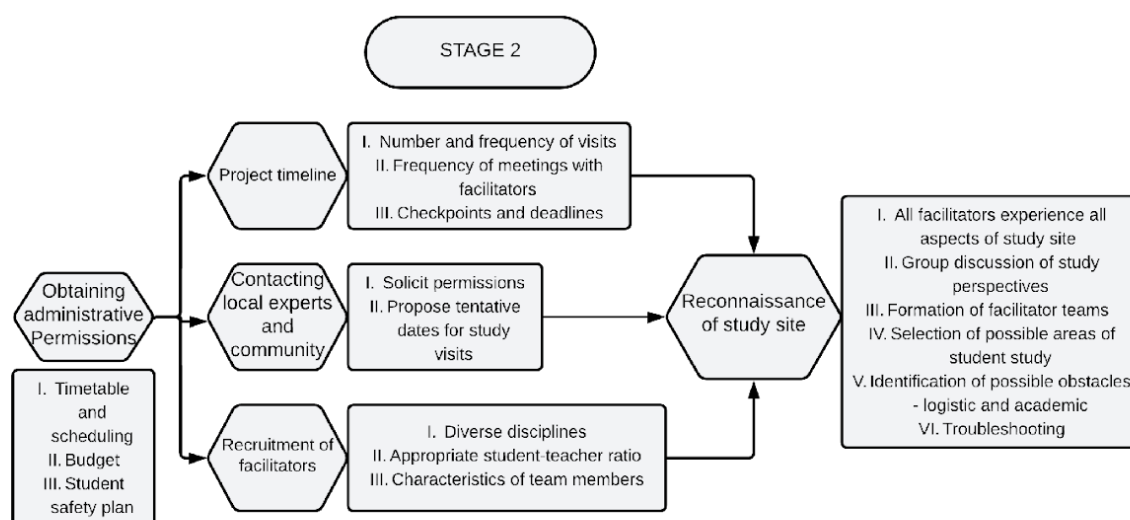 STAGE 2
Project timeline
I. Number and frequency of visits
II. Frequency of meetings with
facilitators
III. Checkpoints and deadlines
Obtaining
administrative
Permissions
I. Timetable
and
scheduling
II. Budget
III. Student
safety plan
Contacting
local experts
and
community
I. Solicit permissions
II. Propose tentative
dates for study
visits
Recruitment of
facilitators
I. Diverse disciplines
II. Appropriate student-teacher ratio
III. Characteristics of team members
Reconnaissance
of study site
I. All facilitators experience all
aspects of study site
II. Group discussion of study
perspectives
III. Formation of facilitator teams
IV. Selection of possible areas of
student study
V. Identification of possible obstacles
- logistic and academic
VI. Troubleshooting